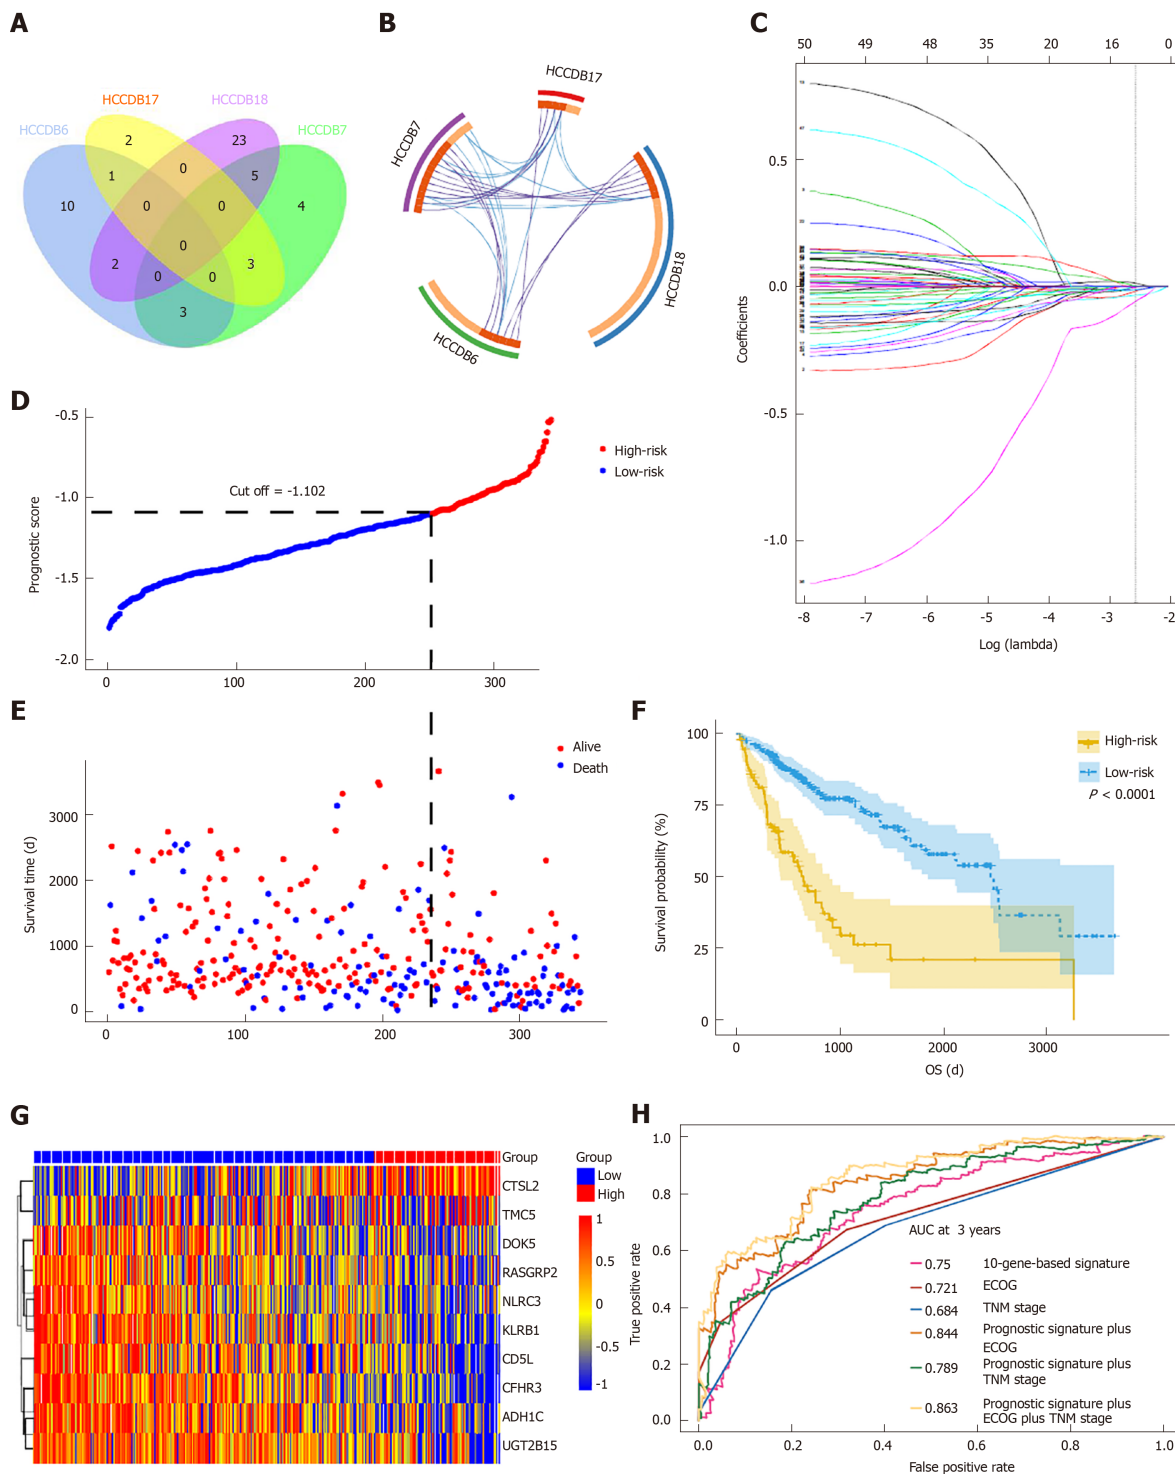 A
HCCDB17
HCCDB18
HCCDB6
HCCDB7
2
23
0
1
5
10
0
0
4
0
2
0
0
3
3
B
HCCDB17
HCCDB7
HCCDB18
HCCDB6
C
50
49
48
35
20
16
0
0.5
0.0
-0.5
-1.0
Coefficients
-8
-7
-6
-5
-4
-3
-2
Log (lambda)
D
-0.5
-1.0
-1.5
-2.0
Prognostic score
Cut off = -1.102
High-risk
Low-risk
0
100
200
300
E
Alive
Death
3000
2000
1000
0
Survival time (d)
0
100
200
300
F
100
75
50
25
0
Survival probability (%)
High-risk
Low-risk
P < 0.0001
0
1000
2000
3000
OS (d)
G
Group
CTSL2
TMC5
DOK5
RASGRP2
NLRC3
KLRB1
CD5L
CFHR3
ADH1C
UGT2B15
Group
Low
High
1
0.5
0
-0.5
-1
H
1.0
0.8
0.6
0.4
0.2
0.0
True positive rate
AUC at 3 years
0.75 10-gene-based signature
0.721 ECOG
0.684 TNM stage
0.844 Prognostic signature plus
ECOG
0.789 Prognostic signature plus
TNM stage
0.863 Prognostic signature plus
ECOG plus TNM stage
0.0
0.2
0.4
0.6
0.8
1.0
False positive rate